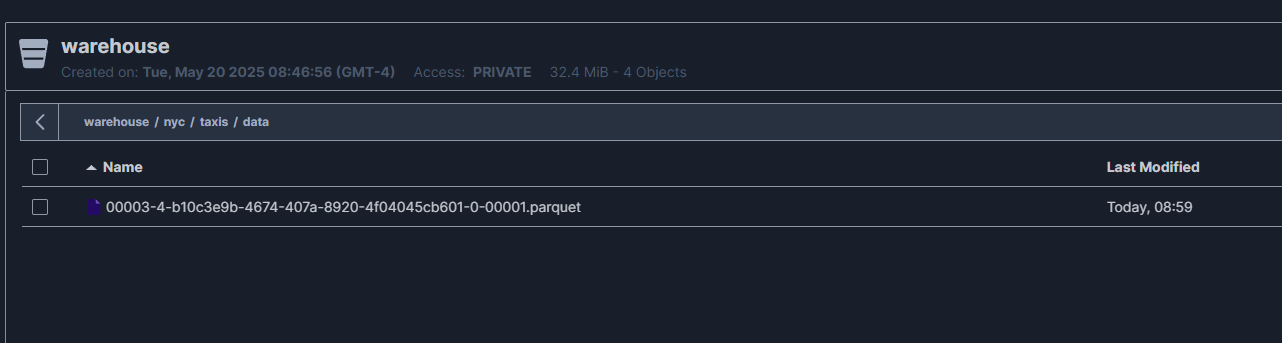 warehouse
Created on: Tue, May 20 2025 08:46:56 (GMT-4) Access: PRIVATE 32.4 MiB - 4 Objects
warehouse / nyc / taxis / data
Name Last Modified
00003-4-b10c3e9b-4674-407a-8920-4f04045cb601-0-00001.parquet Today, 08:59